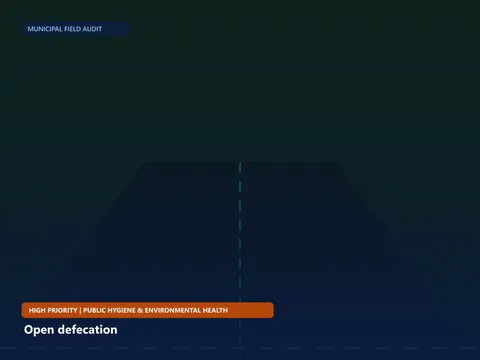 MUNICIPAL FIELD AUDIT
HIGH PRIORITY | PUBLIC HYGIENE & ENVIRONMENTAL HEALTH
Open defecation